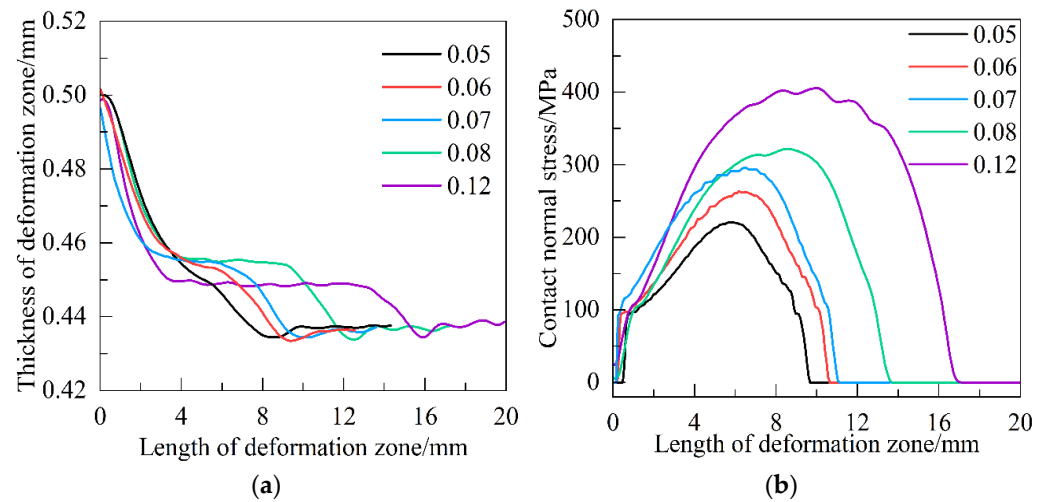 0.52
0.50
0.48
0.46
0.44
0.42
Thickness of deformation zone/mm
0.05
0.06
0.07
0.08
0.12
0 4 8 12 16 20
Length of deformation zone/mm
(a)
500
400
300
200
100
0
Contact normal stress/MPa
0.05
0.06
0.07
0.08
0.12
0 4 8 12 16 20
Length of deformation zone/mm
(b)